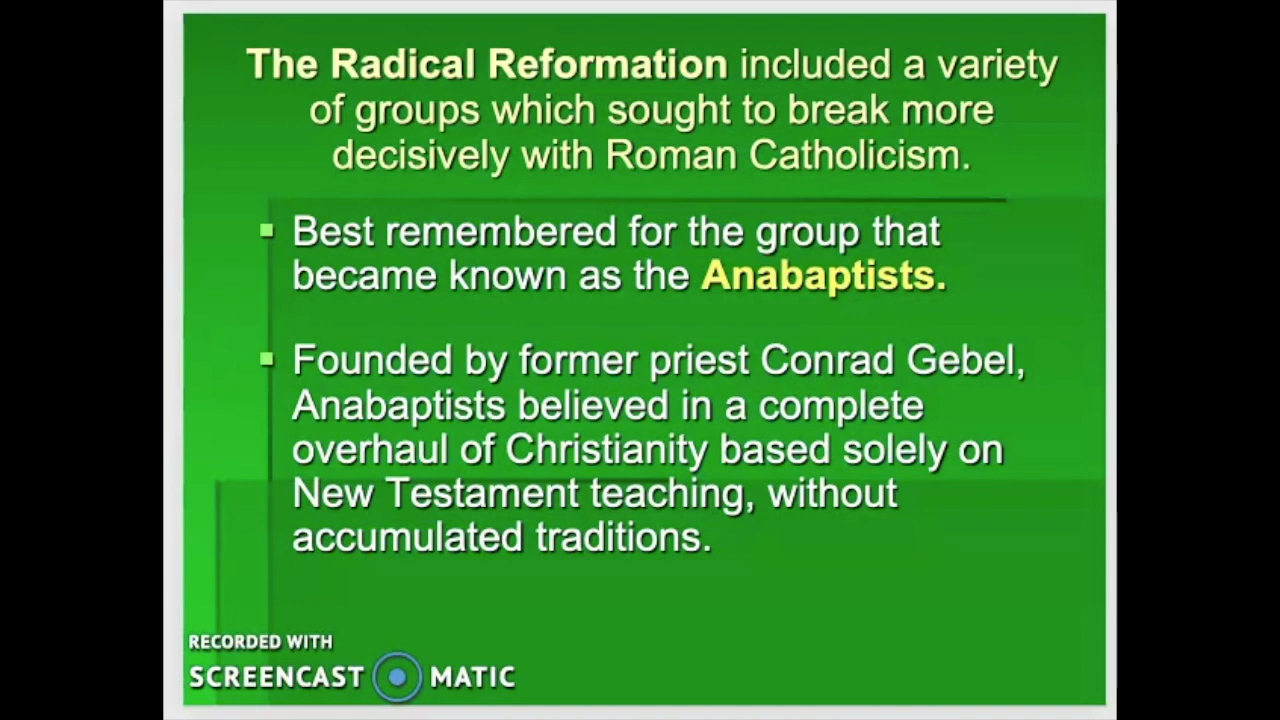 The Radical Reformation included a variety
of groups which sought to break more
decisively with Roman Catholicism.
Best remembered for the group that
became known as the Anabaptists.
Founded by former priest Conrad Gebel,
Anabaptists believed in a complete
overhaul of Christianity based solely on
New Testament teaching, without
accumulated traditions.
RECORDED WITH
SCREENCAST MATIC